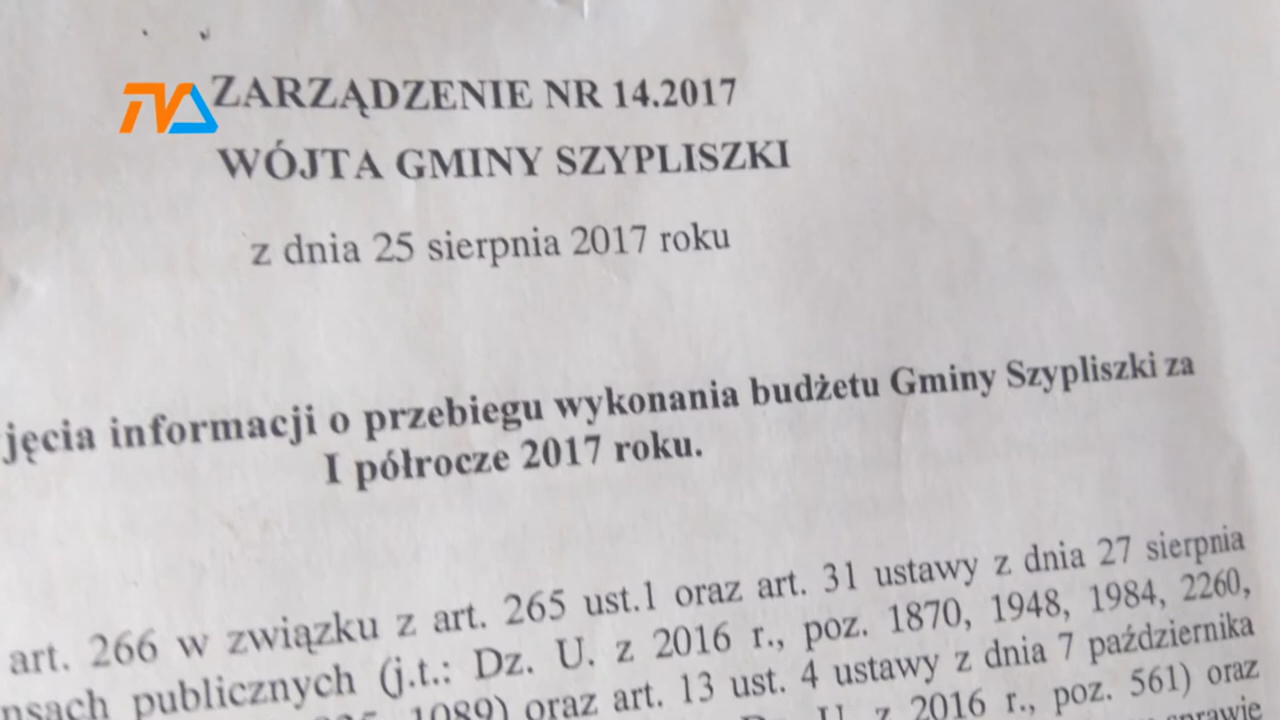 TVA
ZARZĄDZENIE NR 14.2017
WÓJTA GMINY SZYPLISZKI
z dnia 25 sierpnia 2017 roku
jęcia informacji o przebiegu wykonania budżetu Gminy Szypliszki za
I półrocze 2017 roku.
art. 266 w związku z art. 265 ust.1 oraz art. 31 ustawy z dnia 27 sierpnia
nsach publicznych (j.t.: Dz. U. z 2016 r., poz. 1870, 1948, 1984, 2260,
1089) oraz art. 13 ust. 4 ustawy z dnia 7 października
U. z 2016 r., poz. 561) oraz
sprawie